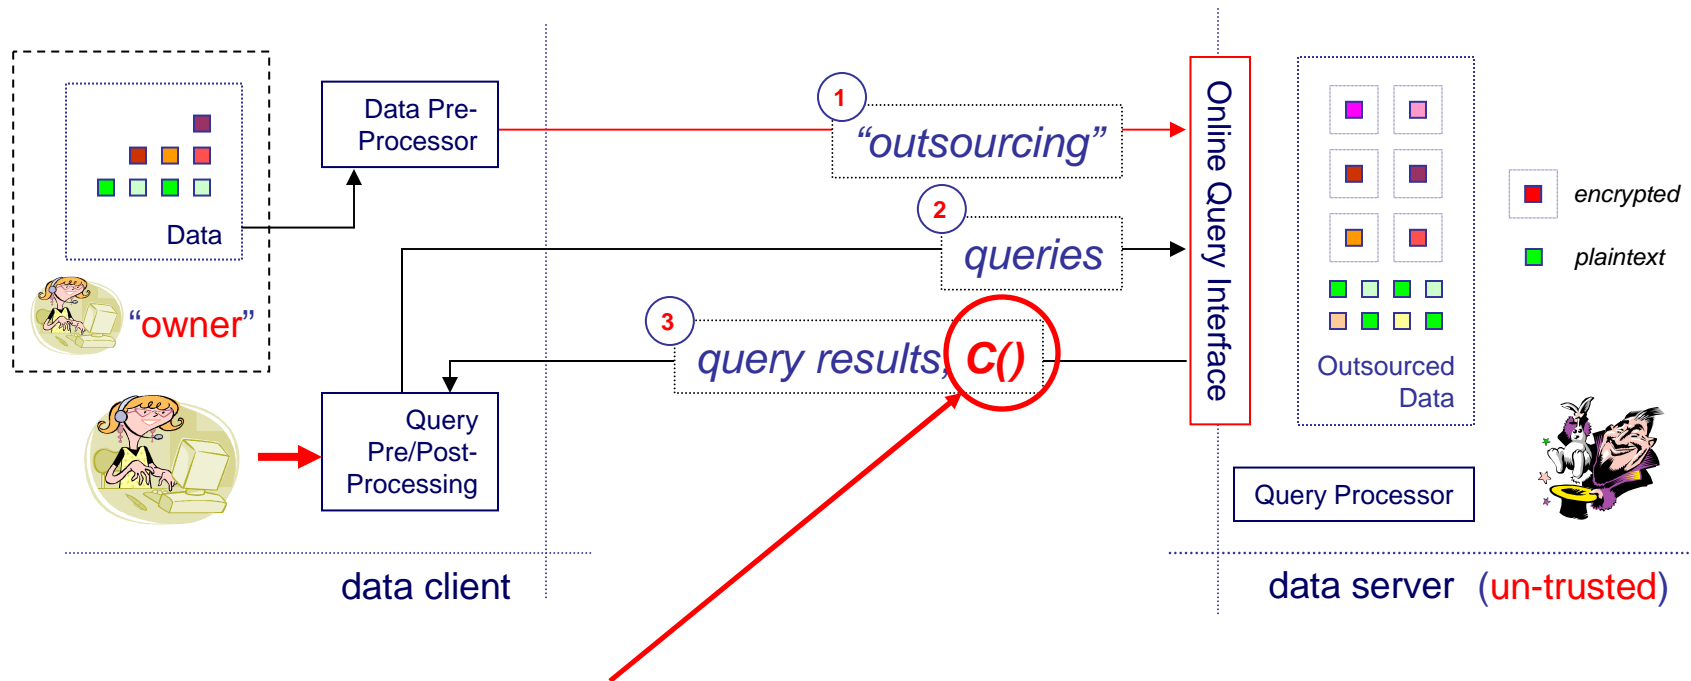 Data Pre-
Processor
1
“outsourcing”
Data
“owner”
2
queries
3
query results, C()
Query
Pre/Post-
Processing
Online Query Interface
Outsourced
Data
encrypted
plaintext
Query Processor
data client
data server (un-trusted)